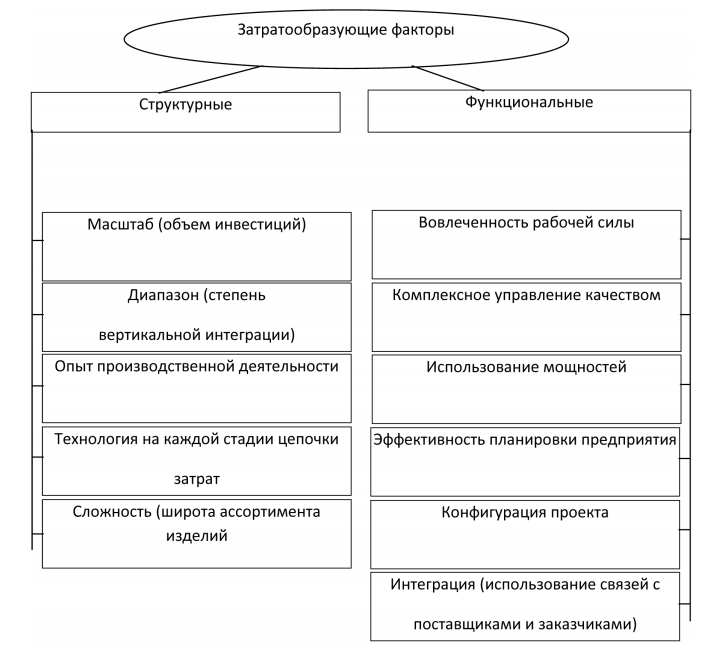 Затратообразующие факторы
Структурные
Функциональные
Масштаб (объем инвестиций)
Диапазон (степень
вертикальной интеграции)
Опыт производственной деятельности
Технология на каждой стадии цепочки
затрат
Сложность (широта ассортимента
изделий
Вовлеченность рабочей силы
Комплексное управление качеством
Использование мощностей
Эффективность планировки предприятия
Конфигурация проекта
Интеграция (использование связей с
поставщиками и заказчиками)